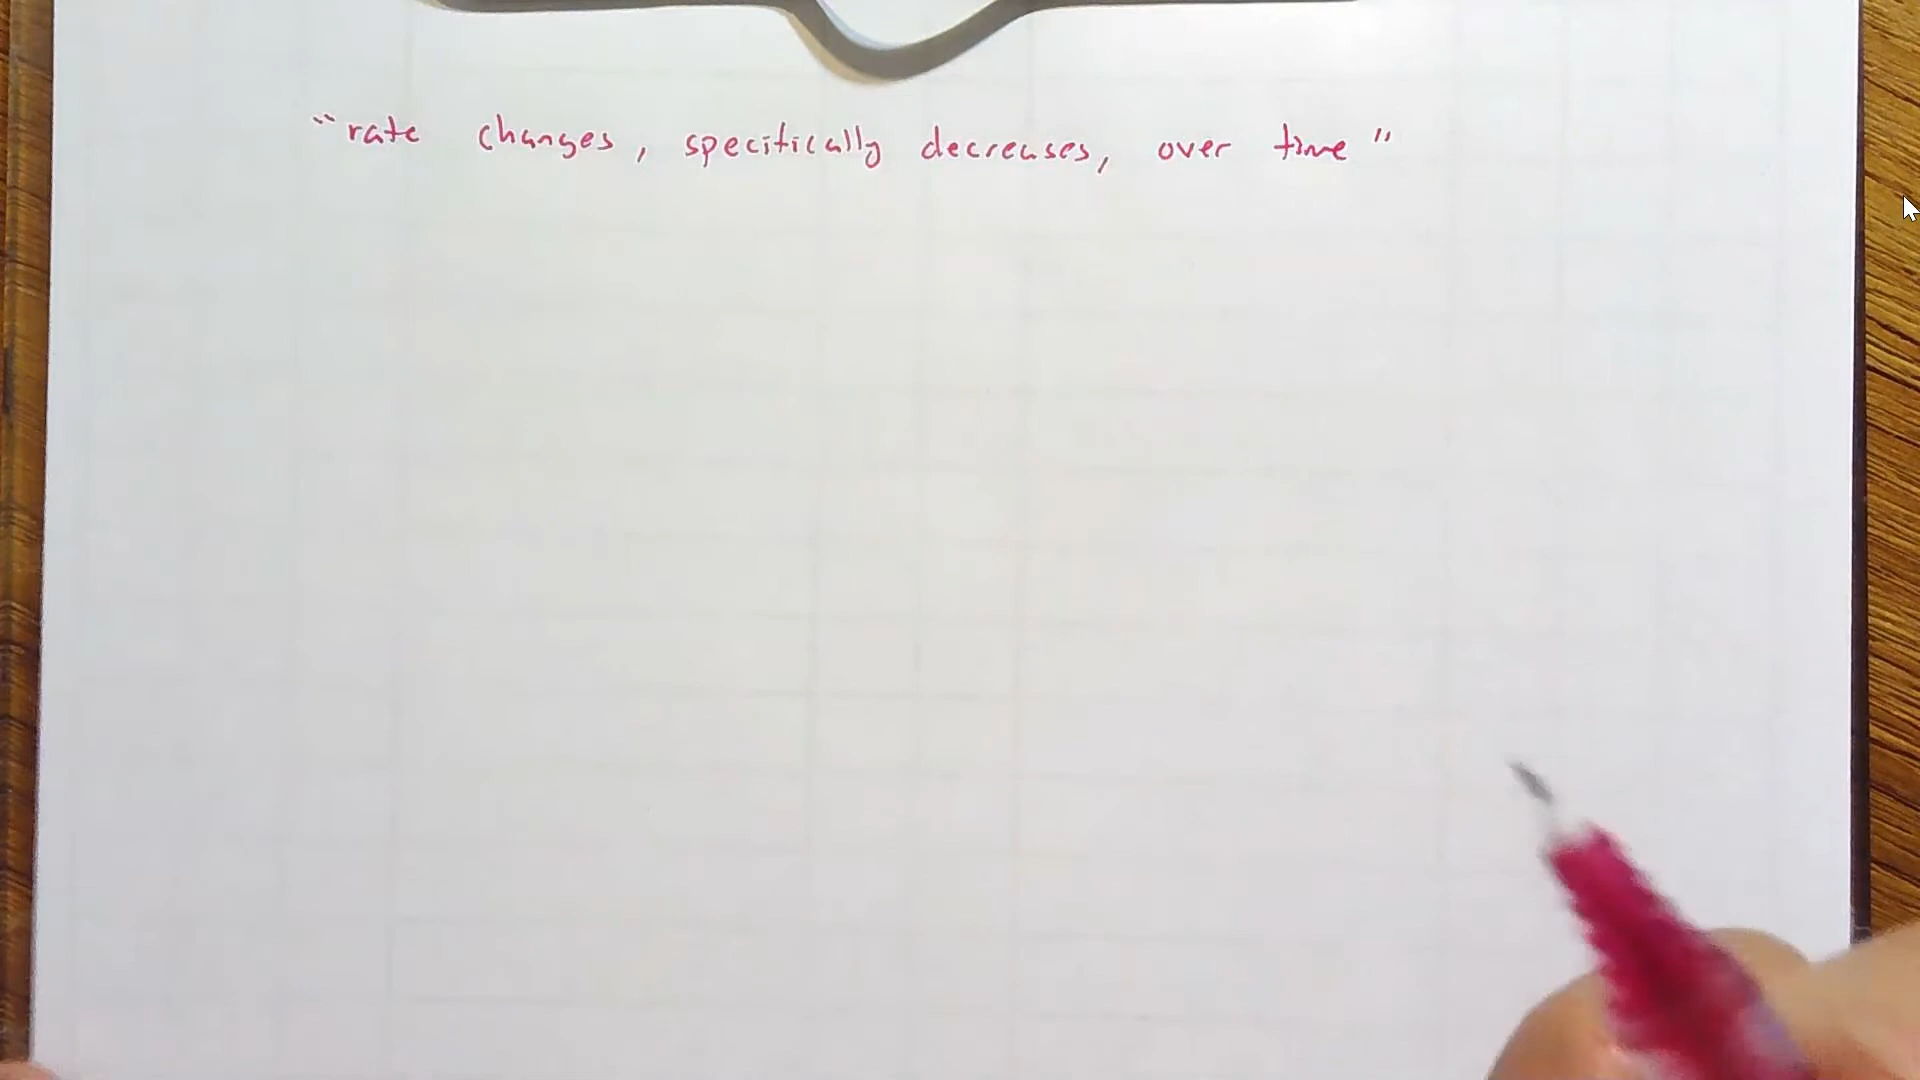 "rate changes, specifically decreases, over time"